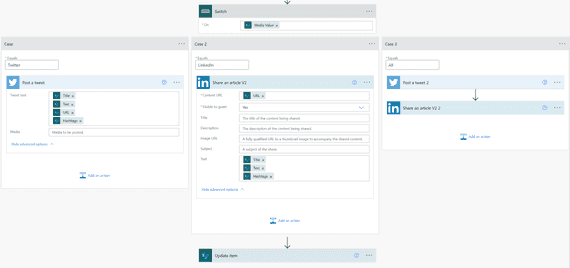 Switch
* On
Media Value ×
Case
* Equals
Twitter
Post a tweet
Tweet text
Title ×
Text ×
URL ×
Hashtags ×
Media
Media to be posted
Hide advanced options
Add an action
Case 2
* Equals
LinkedIn
Share an article V2
* Content URL
URL ×
* Visible to guest
Yes
Title
The title of the content being shared
Description
The description of the content being shared
Image URL
A fully qualified URL to a thumbnail image to accompany the shared content
Subject
A subject of the share
Text
Title ×
Text ×
Hashtags ×
Hide advanced options
Add an action
Case 3
* Equals
Post a tweet 2
Share an article V2 2
Add an action
Update item